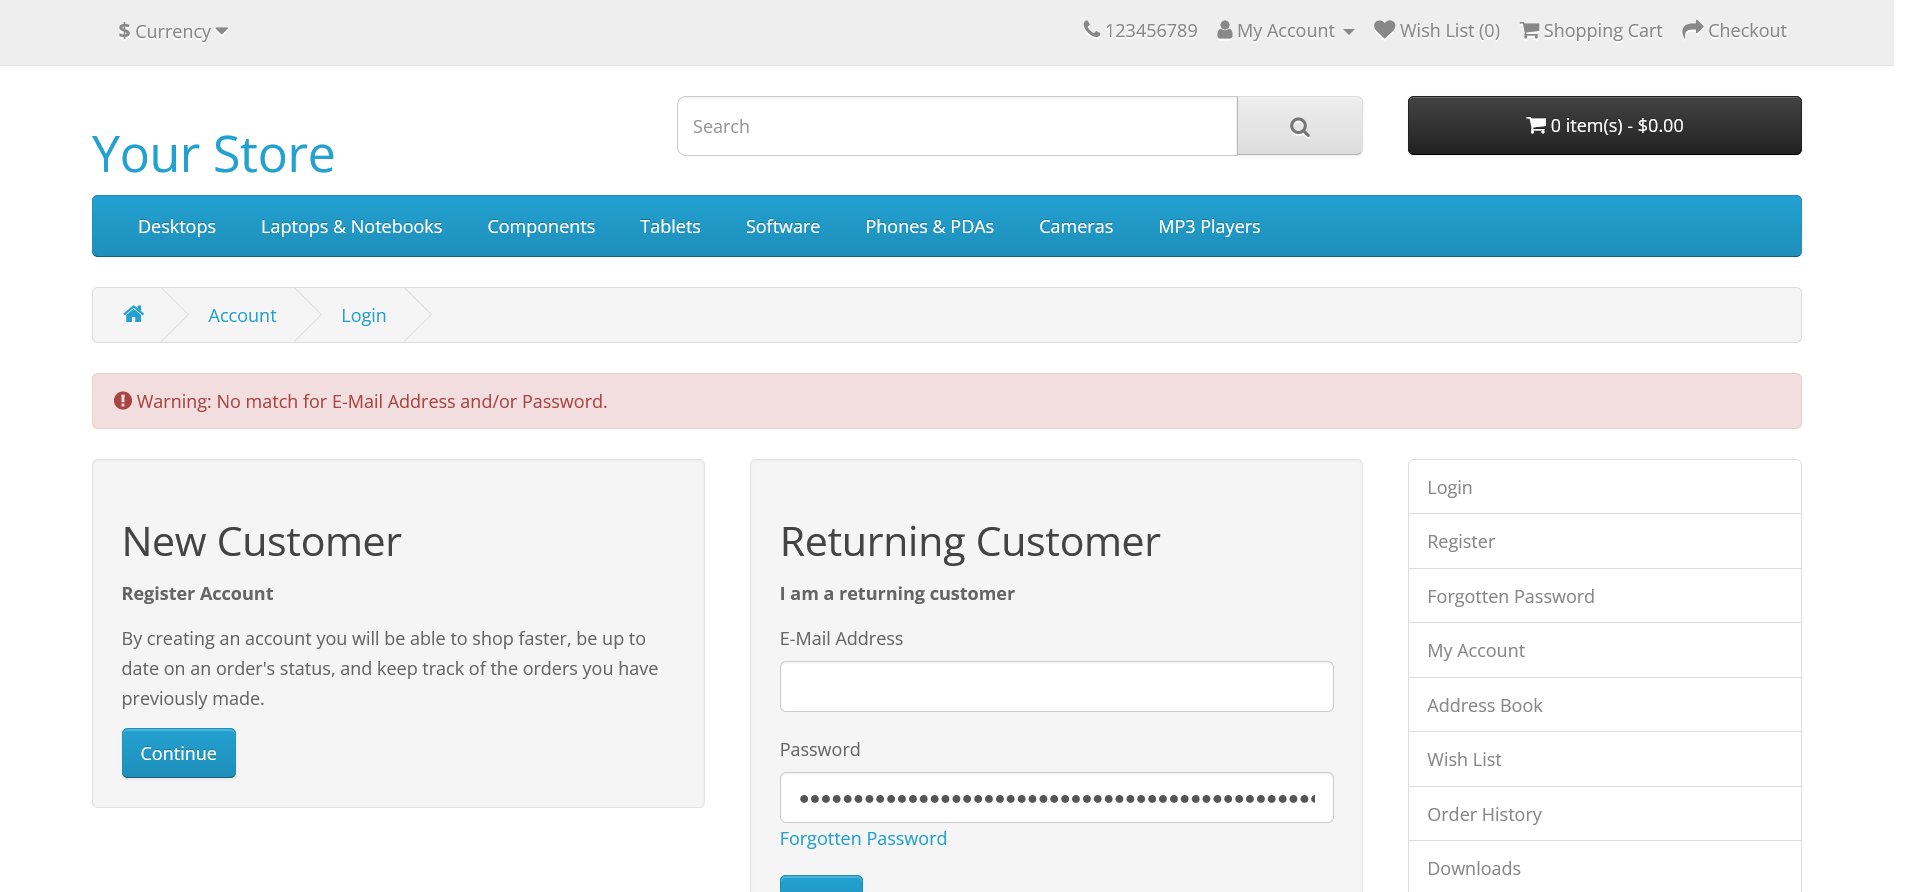 $ Currency
123456789 My Account Wish List (0) Shopping Cart Checkout
Your Store
Search
0 item(s) - $0.00
Desktops Laptops & Notebooks Components Tablets Software Phones & PDAs Cameras MP3 Players
Account Login
Warning: No match for E-Mail Address and/or Password.
New Customer
Register Account
By creating an account you will be able to shop faster, be up to
date on an order's status, and keep track of the orders you have
previously made.
Continue
Returning Customer
I am a returning customer
E-Mail Address
Password
Forgotten Password
Login
Register
Forgotten Password
My Account
Address Book
Wish List
Order History
Downloads